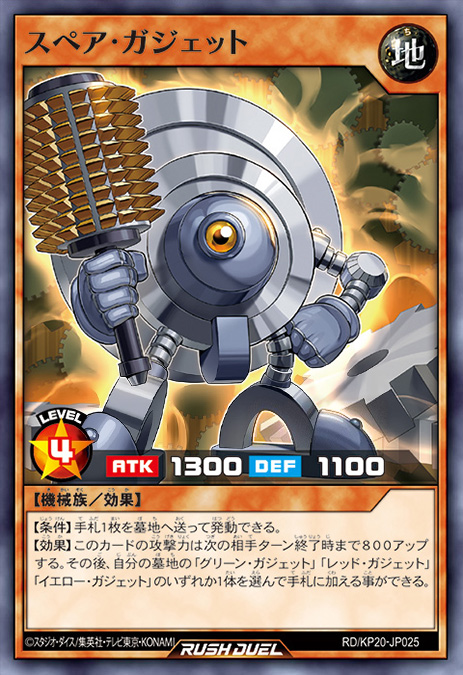 スペア・ガジェット
地
LEVEL
4
ATK 1300 DEF 1100
【機械族／効果】
【条件】手札1枚を墓地へ送って発動できる。
【効果】このカードの攻撃力は次の相手ターン終了時まで８００アップ
する。その後、自分の墓地の「グリーン・ガジェット」「レッド・ガジェット」
「イエロー・ガジェット」のいずれか1体を選んで手札に加える事ができる。
©スタジオ・ダイス/集英社・テレビ東京・KONAMI
RUSH DUEL
RD/KP20-JP025